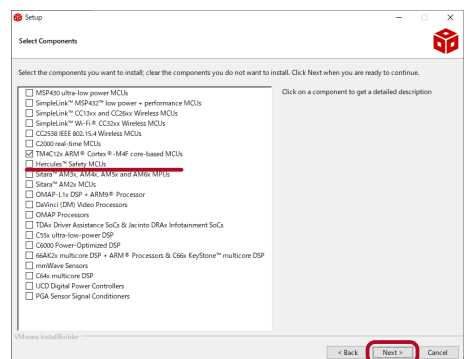 Setup
Select Components
Select the components you want to install; clear the components you do not want to install. Click Next when you are ready to continue.
MSP430 ultra-low power MCUs
SimpleLink™ MSP432™ low power + performance MCUs
SimpleLink™ CC13xx and CC26xx Wireless MCUs
SimpleLink™ Wi-Fi® CC32xx Wireless MCUs
CC2538 IEEE 802.15.4 Wireless MCUs
C2000 real-time MCUs
TM4C12x ARM® Cortex®-M4F core-based MCUs
Hercules™ Safety MCUs
Sitara™ AM3x, AM4x, AM5x and AM6x MPUs
Sitara™ AM2x MCUs
OMAP-L1x DSP + ARM9® Processor
DaVinci (DM) Video Processors
OMAP Processors
TDAx Driver Assistance SoCs & Jacinto DRAx Infotainment SoCs
C55x ultra-low-power DSP
C6000 Power-Optimized DSP
66AK2x multicore DSP + ARM® Processors & C66x KeyStone™ multicore DSP
mmWave Sensors
C64x multicore DSP
UCD Digital Power Controllers
PGA Sensor Signal Conditioners
Click on a component to get a detailed description
VMware InstallBuilder
< Back Next > Cancel